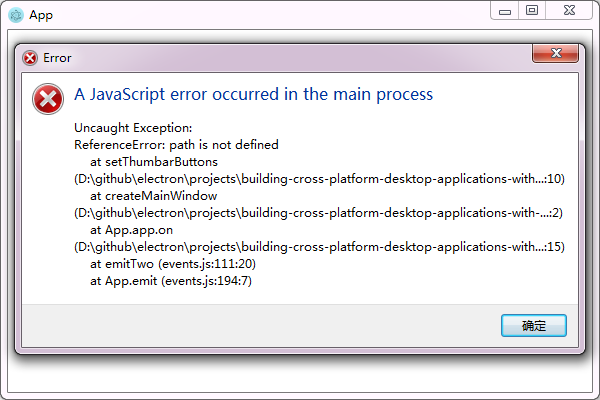 App
Error
A JavaScript error occurred in the main process
Uncaught Exception:
ReferenceError: path is not defined
at setThumbarButtons
(D:\github\electron\projects\building-cross-platform-desktop-applications-with...:10)
at createMainWindow
(D:\github\electron\projects\building-cross-platform-desktop-applications-with-...:2)
at App.app.on
(D:\github\electron\projects\building-cross-platform-desktop-applications-with...:15)
at emitTwo (events.js:111:20)
at App.emit (events.js:194:7)
确定